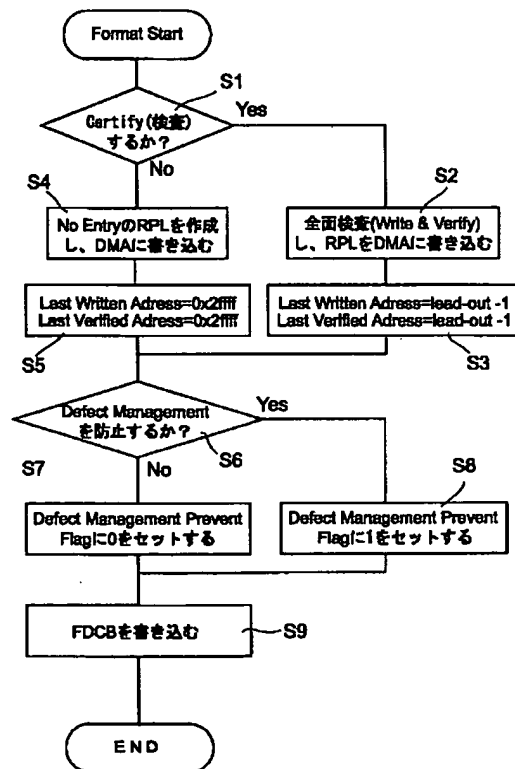 Format Start
S1
Certify(検査)
するか？
Yes
No
S4
No EntryのRPLを作成
し、DMAに書き込む
S2
全面検査(Write & Verify)
し、RPLをDMAに書き込む
Last Written Adress=0x2ffff
Last Verified Adress=0x2ffff
S5
Last Written Adress=lead-out -1
Last Verified Adress=lead-out -1
S3
Defect Management
を防止するか？
Yes
S6
S7
No
S8
Defect Management Prevent
Flagに0をセットする
Defect Management Prevent
Flagに1をセットする
FDCBを書き込む
S9
END